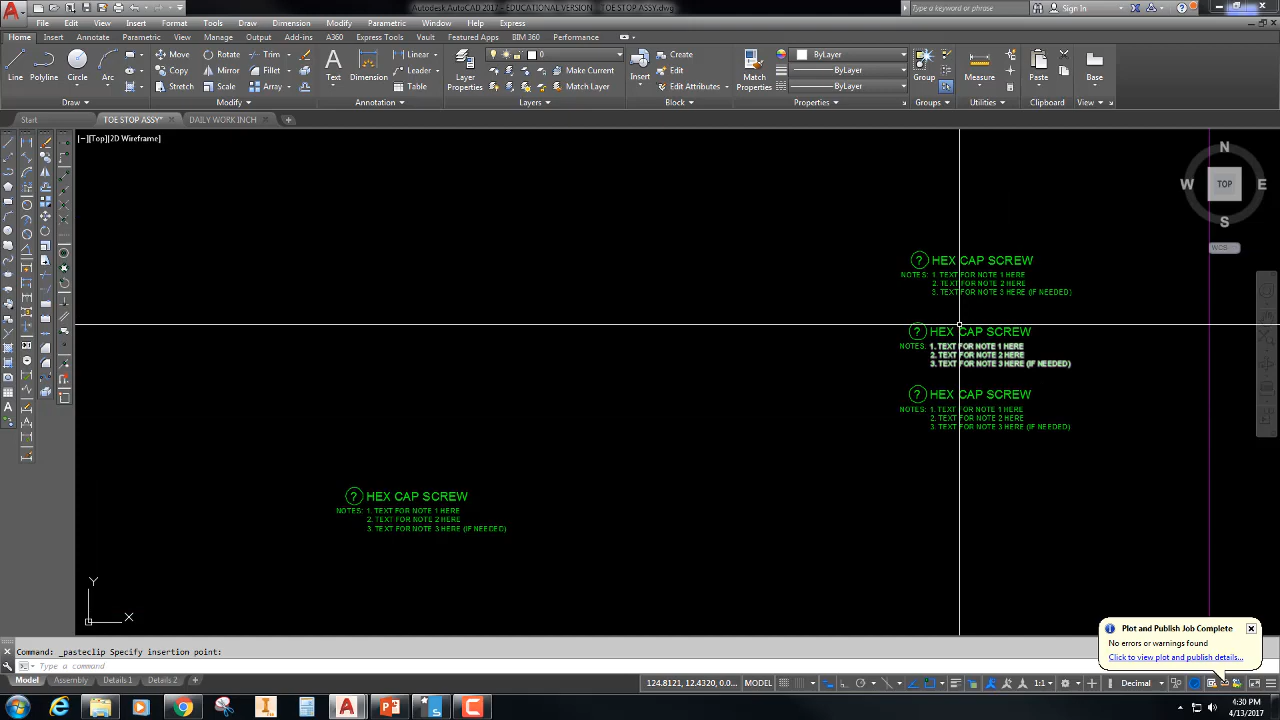 Autodesk AutoCAD 2017 - EDUCATIONAL VERSION   TOE STOP ASSY.dwg
Type a keyword or phrase
Sign In
File Edit View Insert Format Tools Draw Dimension Modify Parametric Window Help Express
Home Insert Annotate Parametric View Manage Output Add-ins A360 Express Tools Vault Featured Apps BIM 360 Performance
Line Polyline Circle Arc
Move Rotate Trim
Copy Mirror Fillet
Stretch Scale Array
Text Dimension
Linear
Leader
Table
Layer Properties
0
Make Current
Match Layer
Insert
Create
Edit
Edit Attributes
Match Properties
ByLayer
ByLayer
ByLayer
Group
Measure
Paste
Base
Draw Modify Annotation Layers Block Properties Groups Utilities Clipboard View
Start TOE STOP ASSY* DAILY WORK INCH
[−][Top][2D Wireframe]
N
W TOP E
S
WCS
? HEX CAP SCREW
NOTES: 1. TEXT FOR NOTE 1 HERE
2. TEXT FOR NOTE 2 HERE
3. TEXT FOR NOTE 3 HERE (IF NEEDED)
? HEX CAP SCREW
NOTES: 1. TEXT FOR NOTE 1 HERE
2. TEXT FOR NOTE 2 HERE
3. TEXT FOR NOTE 3 HERE (IF NEEDED)
? HEX CAP SCREW
NOTES: 1. TEXT FOR NOTE 1 HERE
2. TEXT FOR NOTE 2 HERE
3. TEXT FOR NOTE 3 HERE (IF NEEDED)
? HEX CAP SCREW
NOTES: 1. TEXT FOR NOTE 1 HERE
2. TEXT FOR NOTE 2 HERE
3. TEXT FOR NOTE 3 HERE (IF NEEDED)
Y
X
Plot and Publish Job Complete
No errors or warnings found
Click to view plot and publish details...
Command: _pasteclip Specify insertion point:
Type a command
Model Assembly Details 1 Details 2 +
124.8121, 12.4320, 0.0... MODEL
1:1
Decimal
4:30 PM
4/13/2017